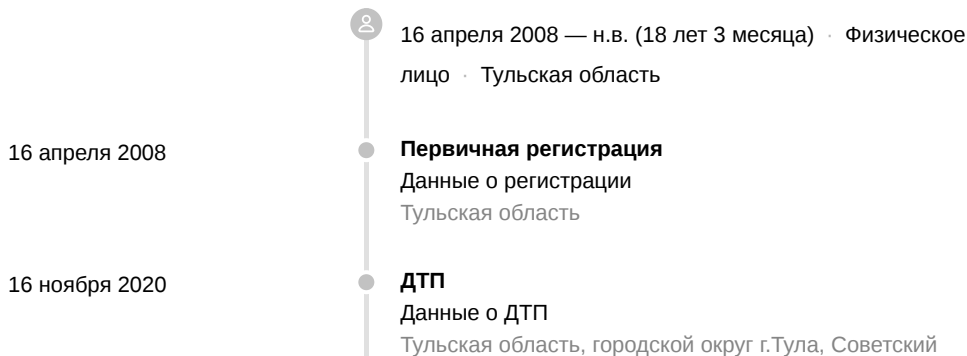 16 апреля 2008 — н.в. (18 лет 3 месяца) · Физическое
лицо · Тульская область
16 апреля 2008
Первичная регистрация
Данные о регистрации
Тульская область
16 ноября 2020
ДТП
Данные о ДТП
Тульская область, городской округ г.Тула, Советский